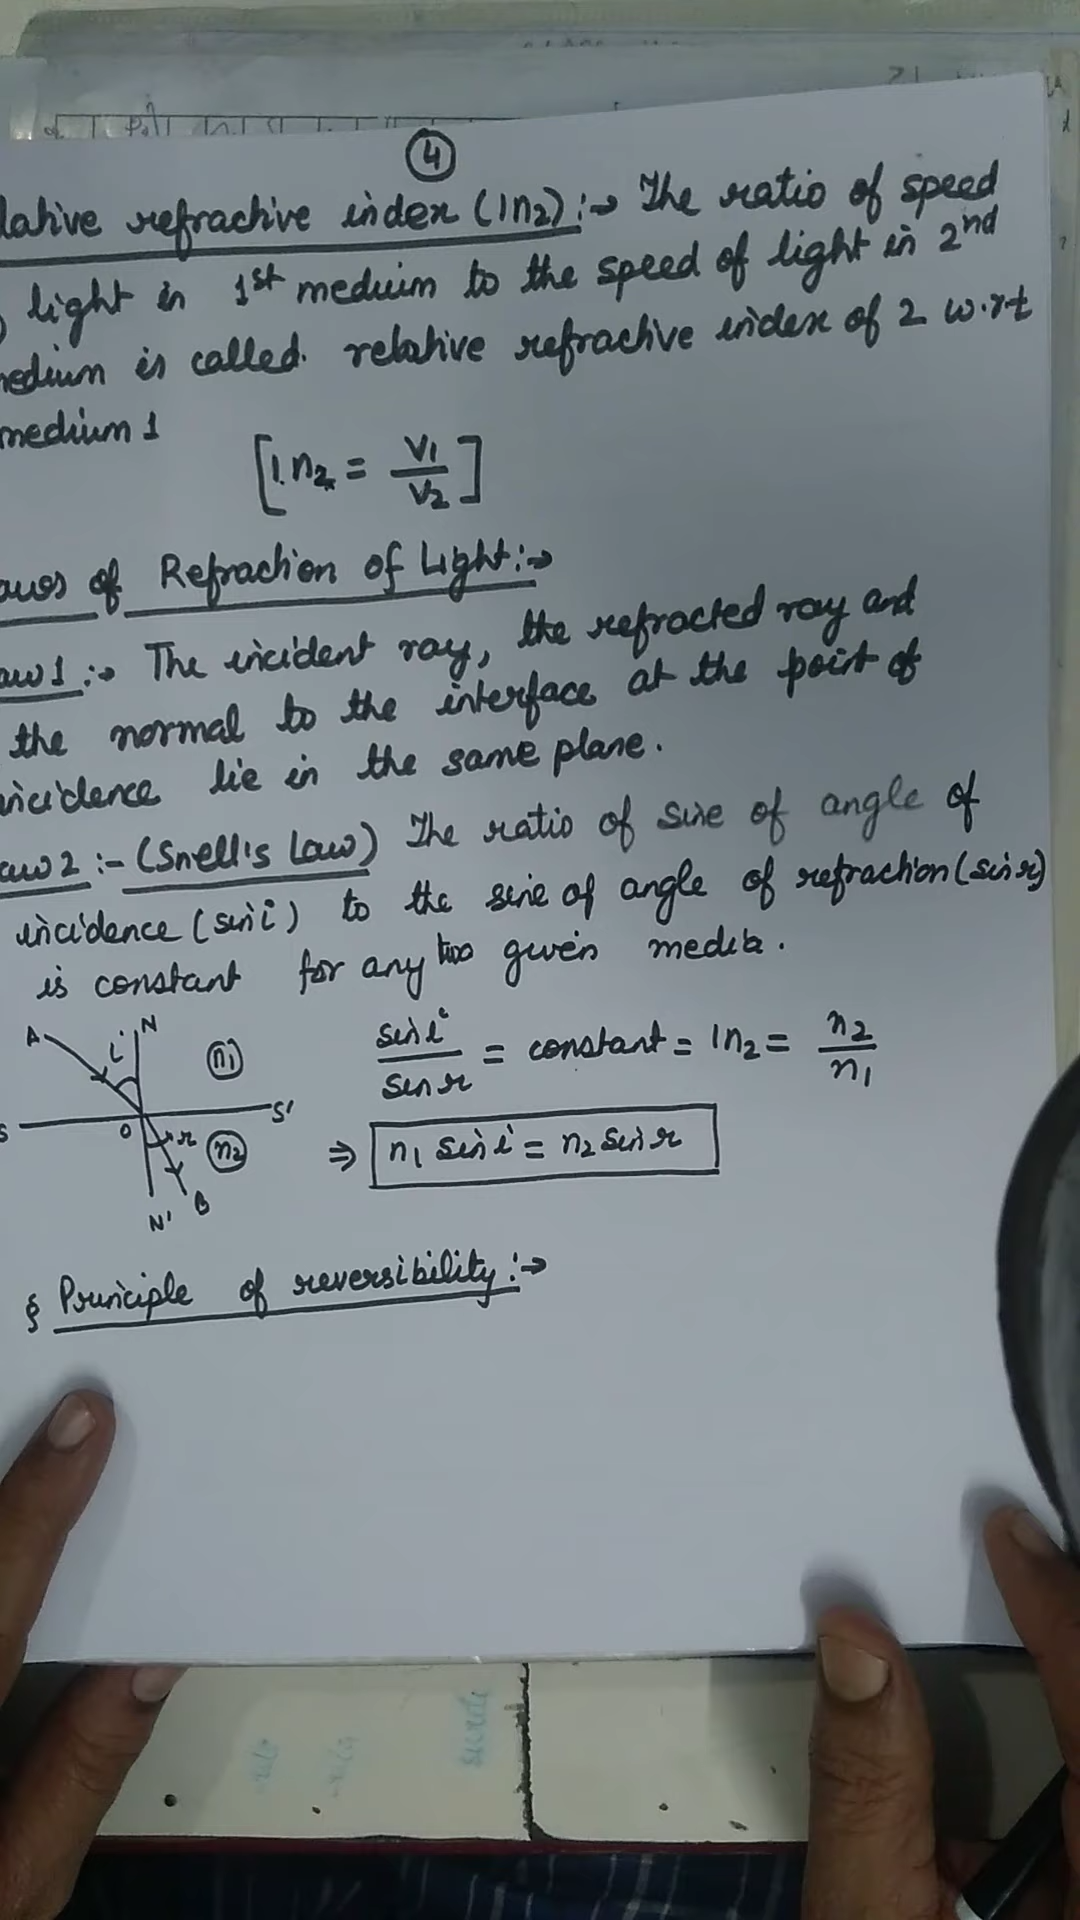 ④
lative refractive index (1n2) :→ The ratio of speed
light in 1st medium to the speed of light in 2nd
medium is called. relative refractive index of 2 w.r.t
medium 1
[1n2 = V1/V2]
aws of Refraction of Light :→
aw 1 :→ The incident ray, the refracted ray and
the normal to the interface at the point of
incidence lie in the same plane.
aw 2 :- (Snell's Law) The ratio of sine of angle of
incidence (sin i) to the sine of angle of refraction (sin r)
is constant for any two given media.
A N i n1
S O S' r n2
N' B
sin i / sin r = constant = 1n2 = n2/n1
⇒ n1 sin i = n2 sin r
§ Principle of reversibility :→